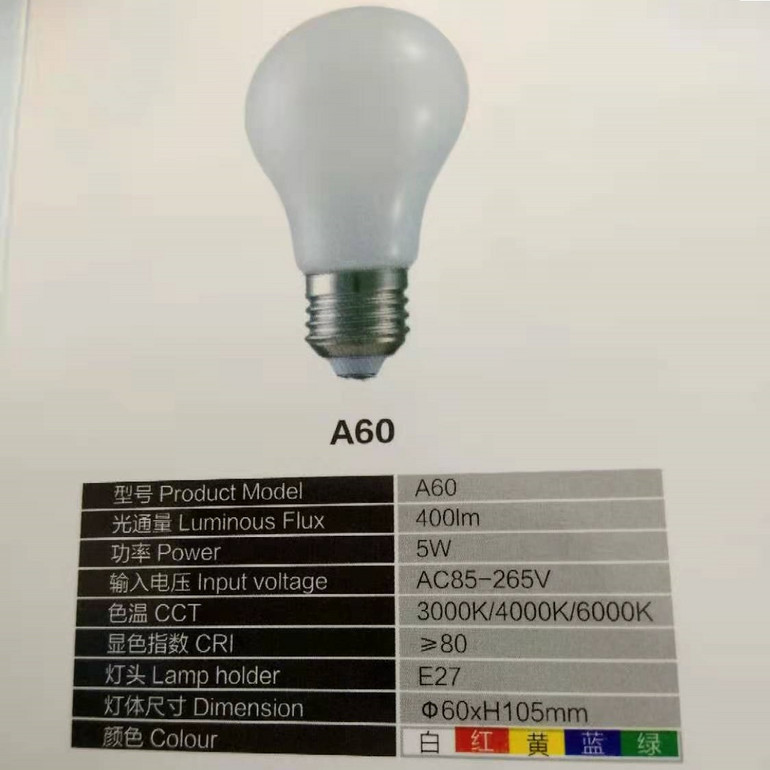 A60
型号 Product Model A60
光通量 Luminous Flux 400lm
功率 Power 5W
输入电压 Input voltage AC85-265V
色温 CCT 3000K/4000K/6000K
显色指数 CRI ≥80
灯头 Lamp holder E27
灯体尺寸 Dimension Φ60xH105mm
颜色 Colour 白 红 黄 蓝 绿